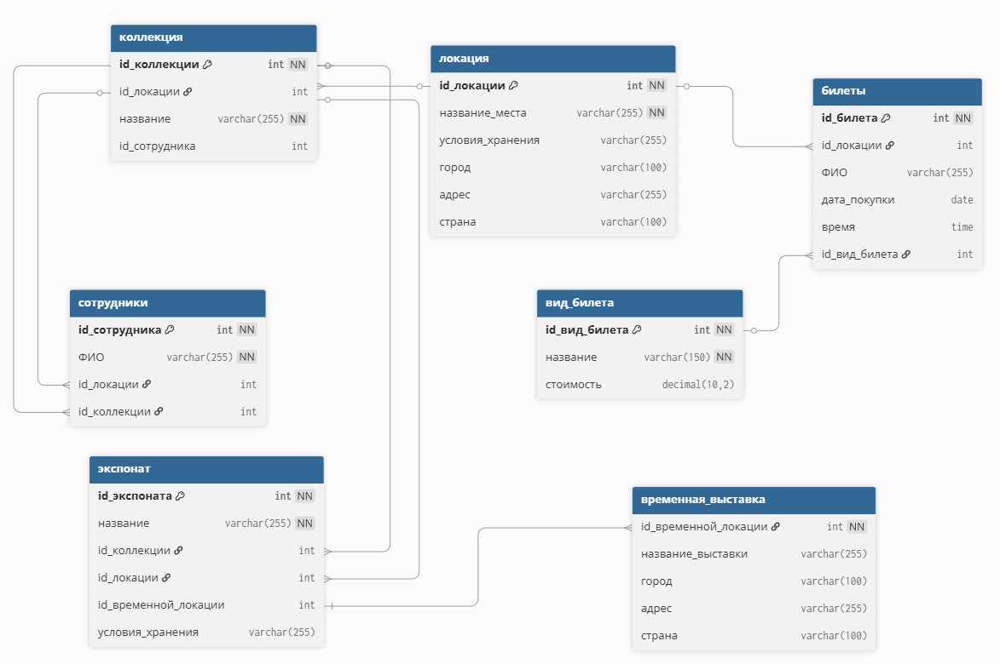 коллекция
id_коллекции int NN
id_локации int
название varchar(255) NN
id_сотрудника int
локация
id_локации int NN
название_места varchar(255) NN
условия_хранения varchar(255)
город varchar(100)
адрес varchar(255)
страна varchar(100)
билеты
id_билета int NN
id_локации int
ФИО varchar(255)
дата_покупки date
время time
id_вид_билета int
сотрудники
id_сотрудника int NN
ФИО varchar(255) NN
id_локации int
id_коллекции int
вид_билета
id_вид_билета int NN
название varchar(150) NN
стоимость decimal(10,2)
экспонат
id_экспоната int NN
название varchar(255) NN
id_коллекции int
id_локации int
id_временной_локации int
условия_хранения varchar(255)
временная_выставка
id_временной_локации int NN
название_выставки varchar(255)
город varchar(100)
адрес varchar(255)
страна varchar(100)